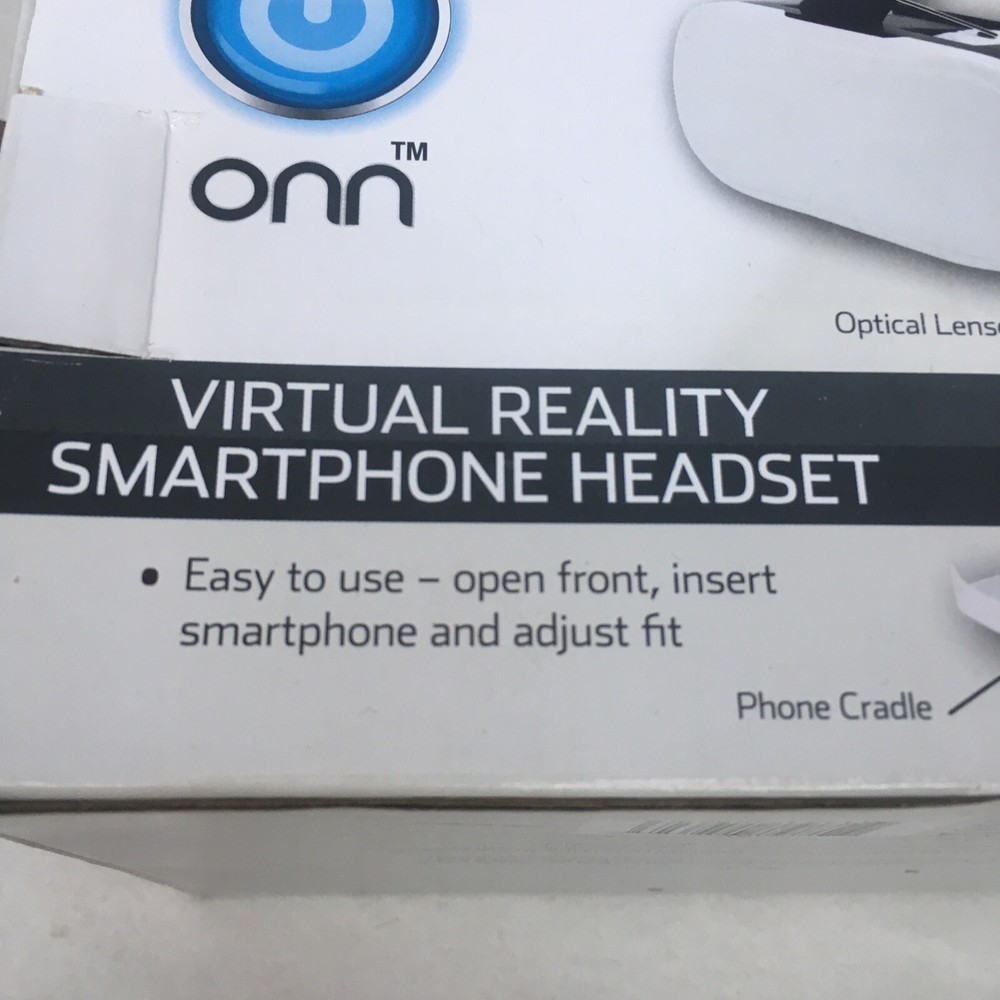 onn™
Optical Lens
VIRTUAL REALITY
SMARTPHONE HEADSET
• Easy to use – open front, insert
smartphone and adjust fit
Phone Cradle